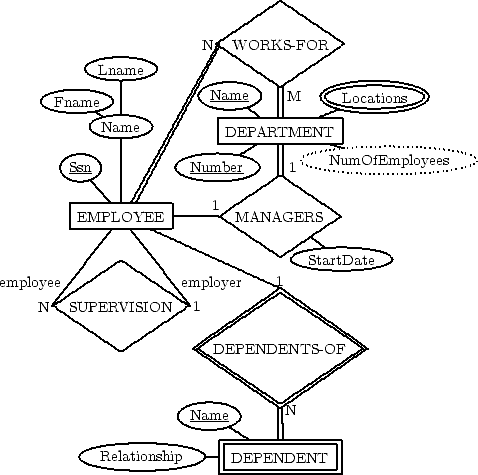 N
WORKS-FOR
Lname
Fname
Name
M
Locations
Name
DEPARTMENT
NumOfEmployees
Ssn
Number
1
EMPLOYEE
1
MANAGERS
StartDate
employee
employer
1
N
SUPERVISION
1
DEPENDENTS-OF
Name
N
Relationship
DEPENDENT